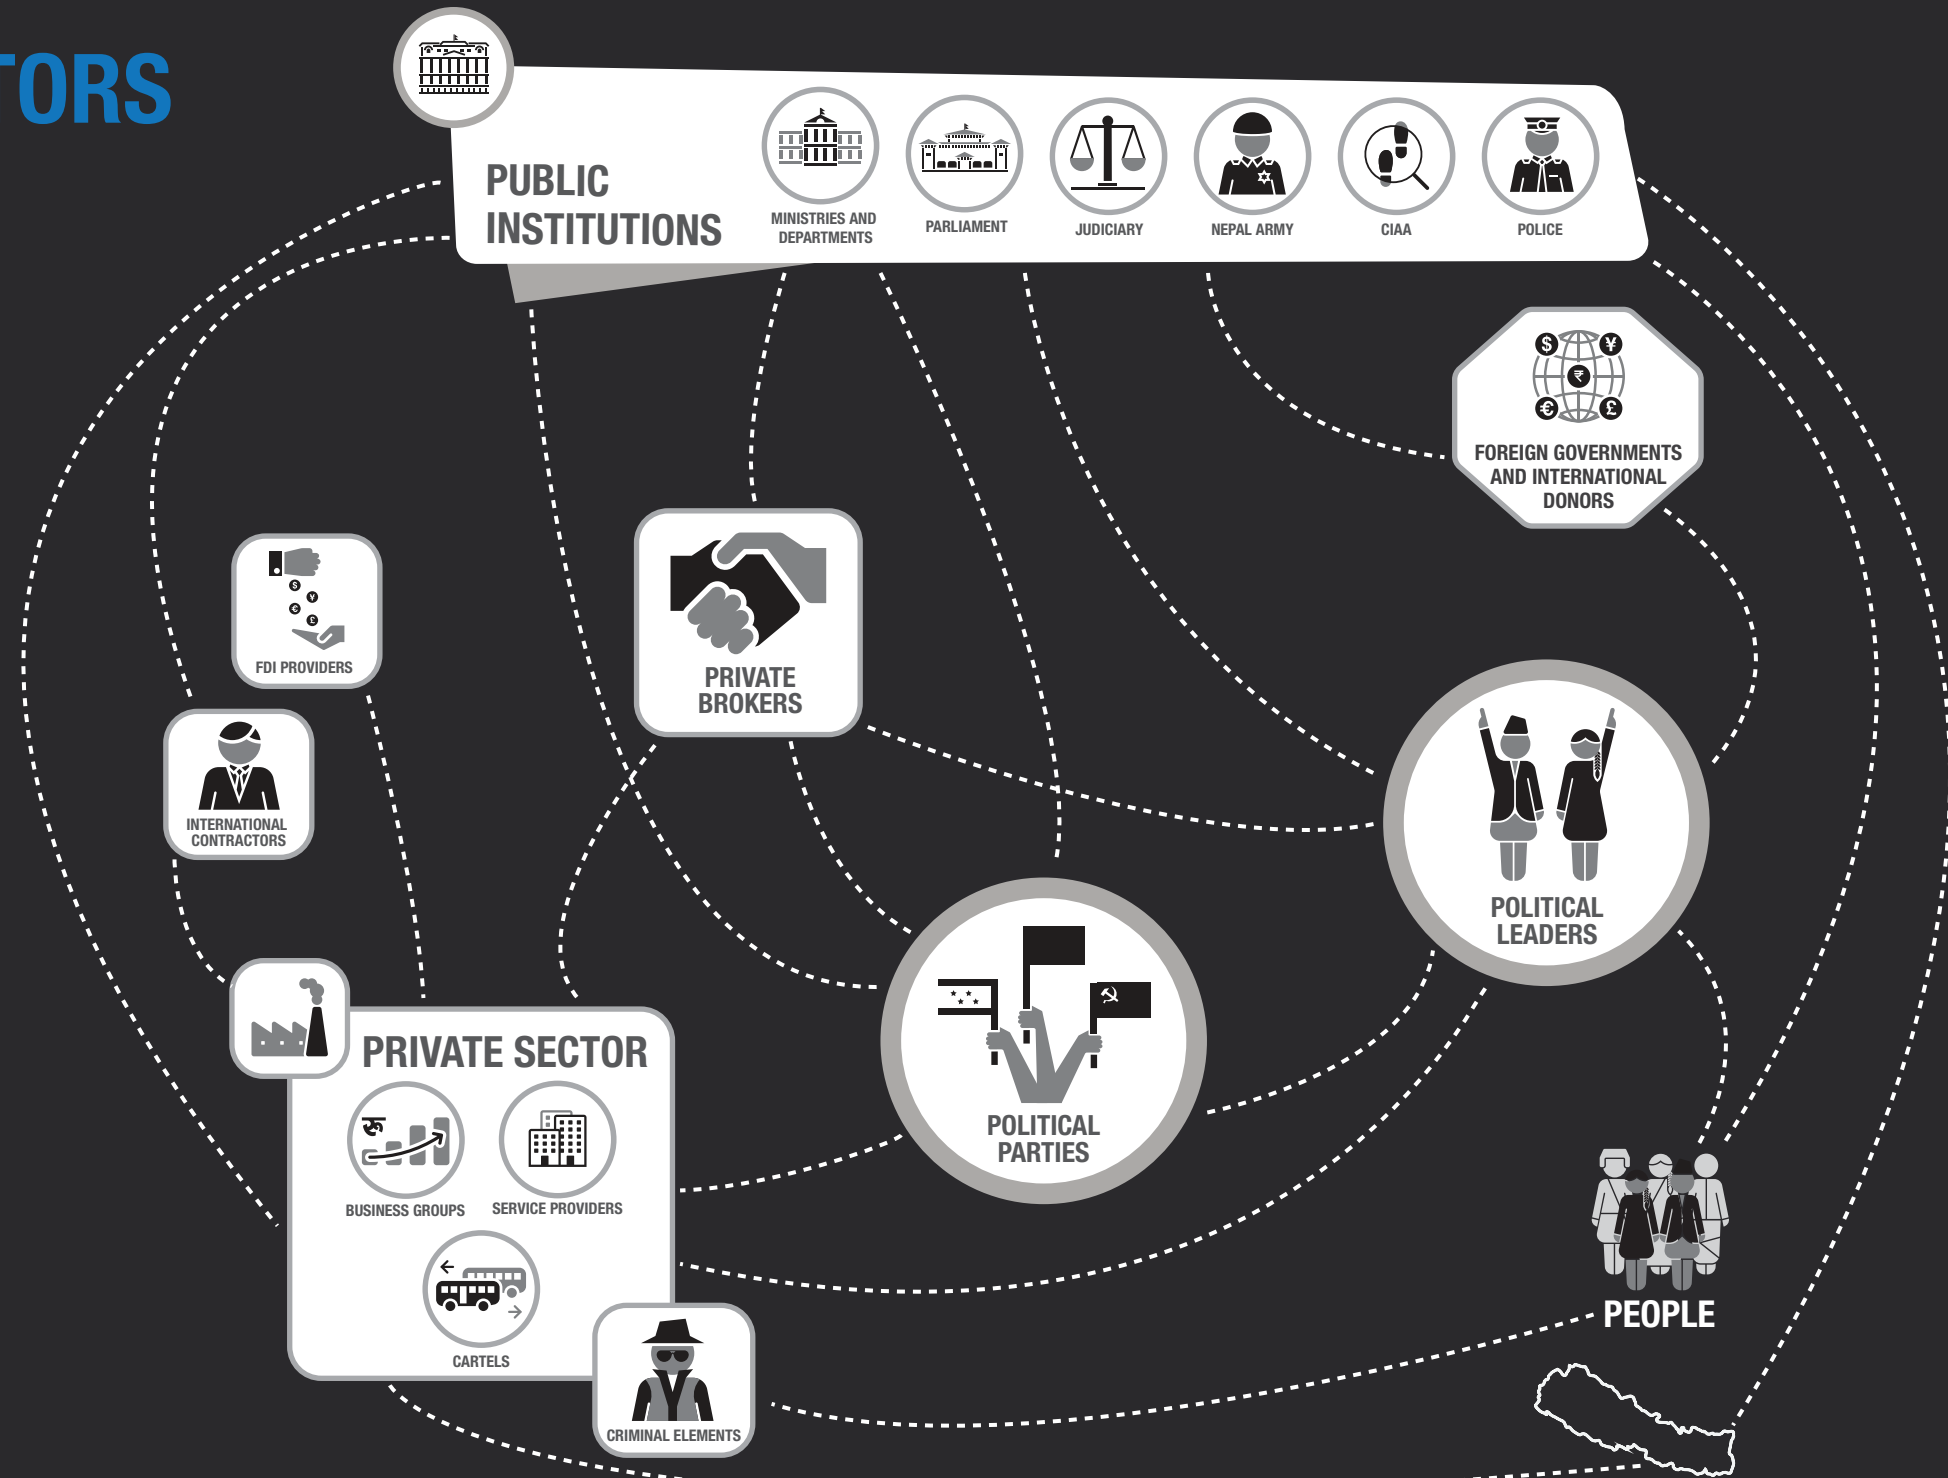 TORS
PUBLIC
INSTITUTIONS
MINISTRIES AND
DEPARTMENTS
PARLIAMENT
JUDICIARY
NEPAL ARMY
CIAA
POLICE
$ ¥
₹
€ £
FOREIGN GOVERNMENTS
AND INTERNATIONAL
DONORS
$
¥
€
£
FDI PROVIDERS
PRIVATE
BROKERS
INTERNATIONAL
CONTRACTORS
POLITICAL
LEADERS
PRIVATE SECTOR
रु
BUSINESS GROUPS
SERVICE PROVIDERS
CARTELS
POLITICAL
PARTIES
PEOPLE
CRIMINAL ELEMENTS